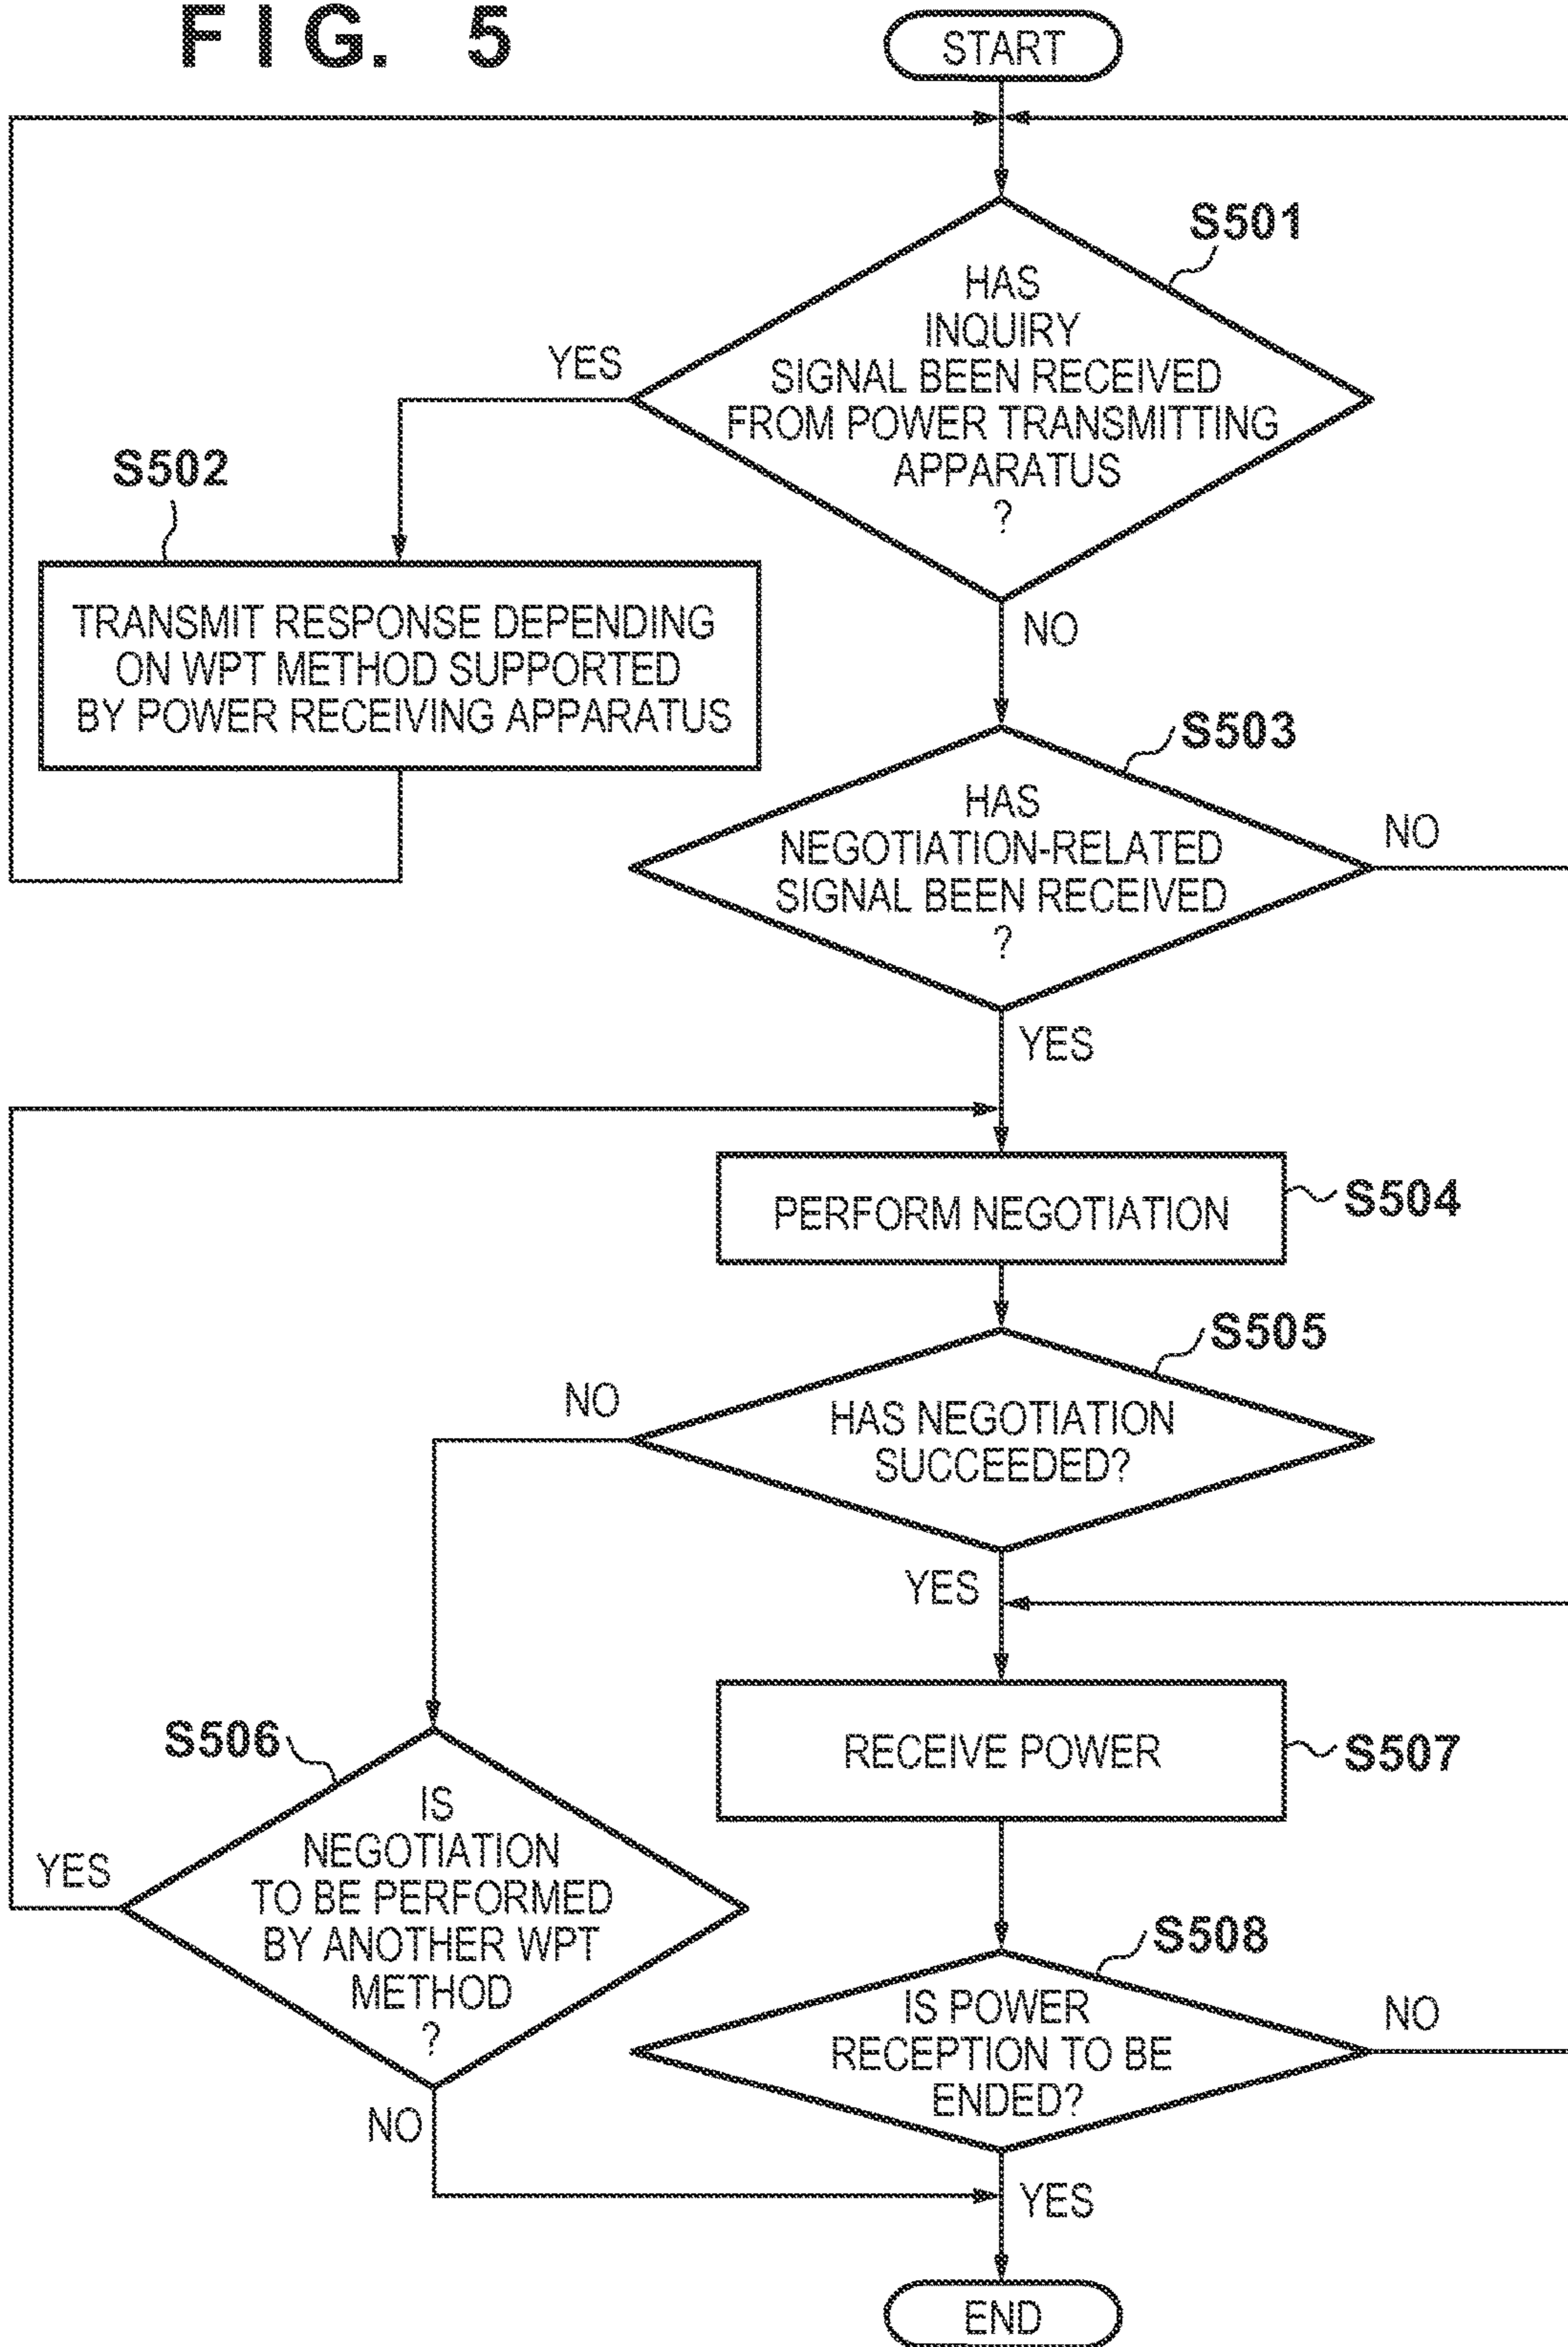 FIG. 5
START
S501
HAS
INQUIRY
SIGNAL BEEN RECEIVED
FROM POWER TRANSMITTING
APPARATUS
?
YES
NO
S502
TRANSMIT RESPONSE DEPENDING
ON WPT METHOD SUPPORTED
BY POWER RECEIVING APPARATUS
S503
HAS
NEGOTIATION-RELATED
SIGNAL BEEN RECEIVED
?
NO
YES
PERFORM NEGOTIATION
S504
S505
HAS NEGOTIATION
SUCCEEDED?
NO
YES
S506
IS
NEGOTIATION
TO BE PERFORMED
BY ANOTHER WPT
METHOD
?
YES
NO
RECEIVE POWER
S507
S508
IS POWER
RECEPTION TO BE
ENDED?
NO
YES
END